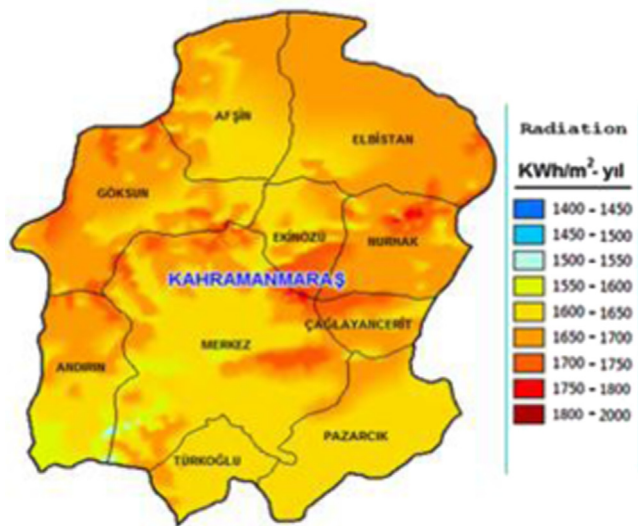 AFŞİN
ELBİSTAN
GÖKSUN
EKİNÖZÜ
NURHAK
KAHRAMANMARAŞ
ÇAĞLAYANCERİT
MERKEZ
ANDIRIN
PAZARCIK
TÜRKOĞLU
Radiation
KWh/m²- yıl
1400 - 1450
1450 - 1500
1500 - 1550
1550 - 1600
1600 - 1650
1650 - 1700
1700 - 1750
1750 - 1800
1800 - 2000